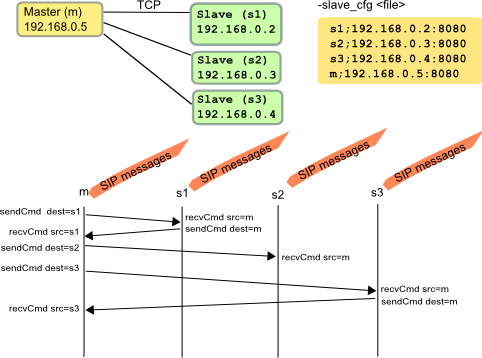 Master (m)
192.168.0.5
TCP
Slave (s1)
192.168.0.2
Slave (s2)
192.168.0.3
Slave (s3)
192.168.0.4
-slave_cfg <file>
s1;192.168.0.2:8080
s2;192.168.0.3:8080
s3;192.168.0.4:8080
m;192.168.0.5:8080
SIP messages
SIP messages
SIP messages
SIP messages
m
s1
s2
s3
sendCmd dest=s1
recvCmd src=m
recvCmd src=s1
sendCmd dest=m
sendCmd dest=s2
recvCmd src=m
sendCmd dest=s3
recvCmd src=m
sendCmd dest=m
recvCmd src=s3